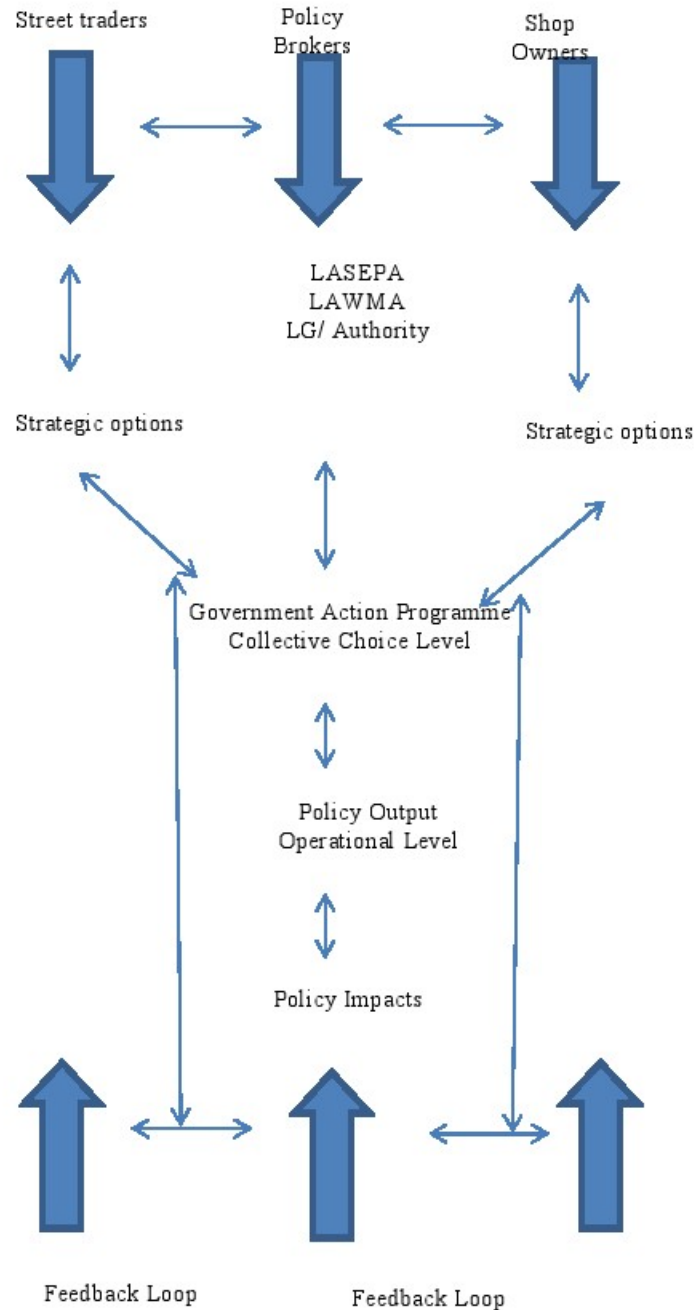 Street traders
Policy
Brokers
Shop
Owners
LASEPA
LAWMA
LG/ Authority
Strategic options
Strategic options
Government Action Programme
Collective Choice Level
Policy Output
Operational Level
Policy Impacts
Feedback Loop
Feedback Loop